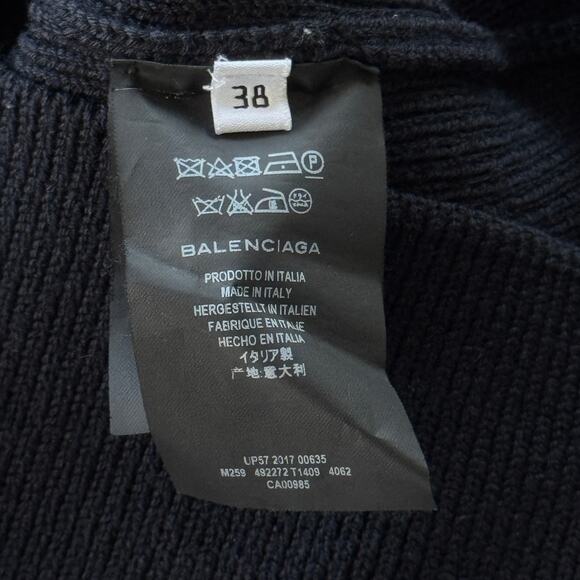 38
P
BALENCIAGA
PRODOTTO IN ITALIA
MADE IN ITALY
HERGESTELLT IN ITALIEN
FABRIQUE EN ITALIE
HECHO EN ITALIA
イタリア製
产地:意大利
UP57 2017 00635
M259 492272 T1409 4062
CA00985